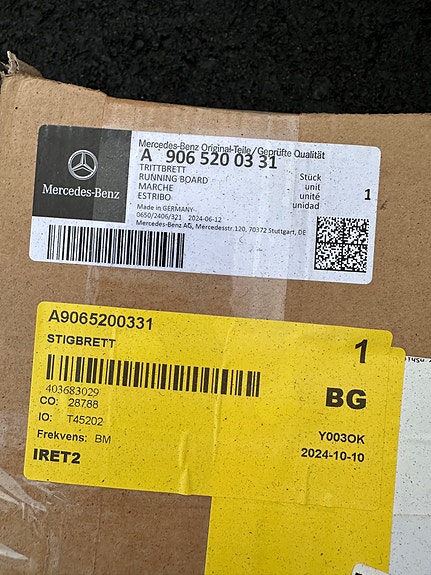 Mercedes-Benz Original-Teile/Geprüfte Qualität
A 906 520 03 31
TRITTBRETT
RUNNING BOARD
MARCHE
ESTRIBO
Stück
unit
unité
unidad
1
Made in GERMANY
0650/2406/321 2024-06-12
Mercedes-Benz AG, Mercedesstr.120, 70372 Stuttgart, DE
Mercedes-Benz
A9065200331
STIGBRETT
1
403683029
CO: 28788
IO: T45202
Frekvens: BM
IRET2
BG
Y003OK
2024-10-10